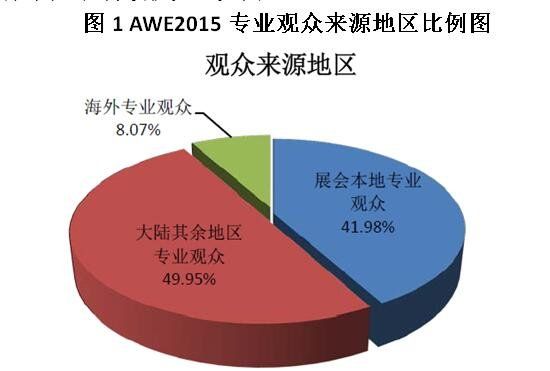 图 1 AWE2015 专业观众来源地区比例图
观众来源地区
海外专业观众
8.07%
展会本地专业
观众
41.98%
大陆其余地区
专业观众
49.95%